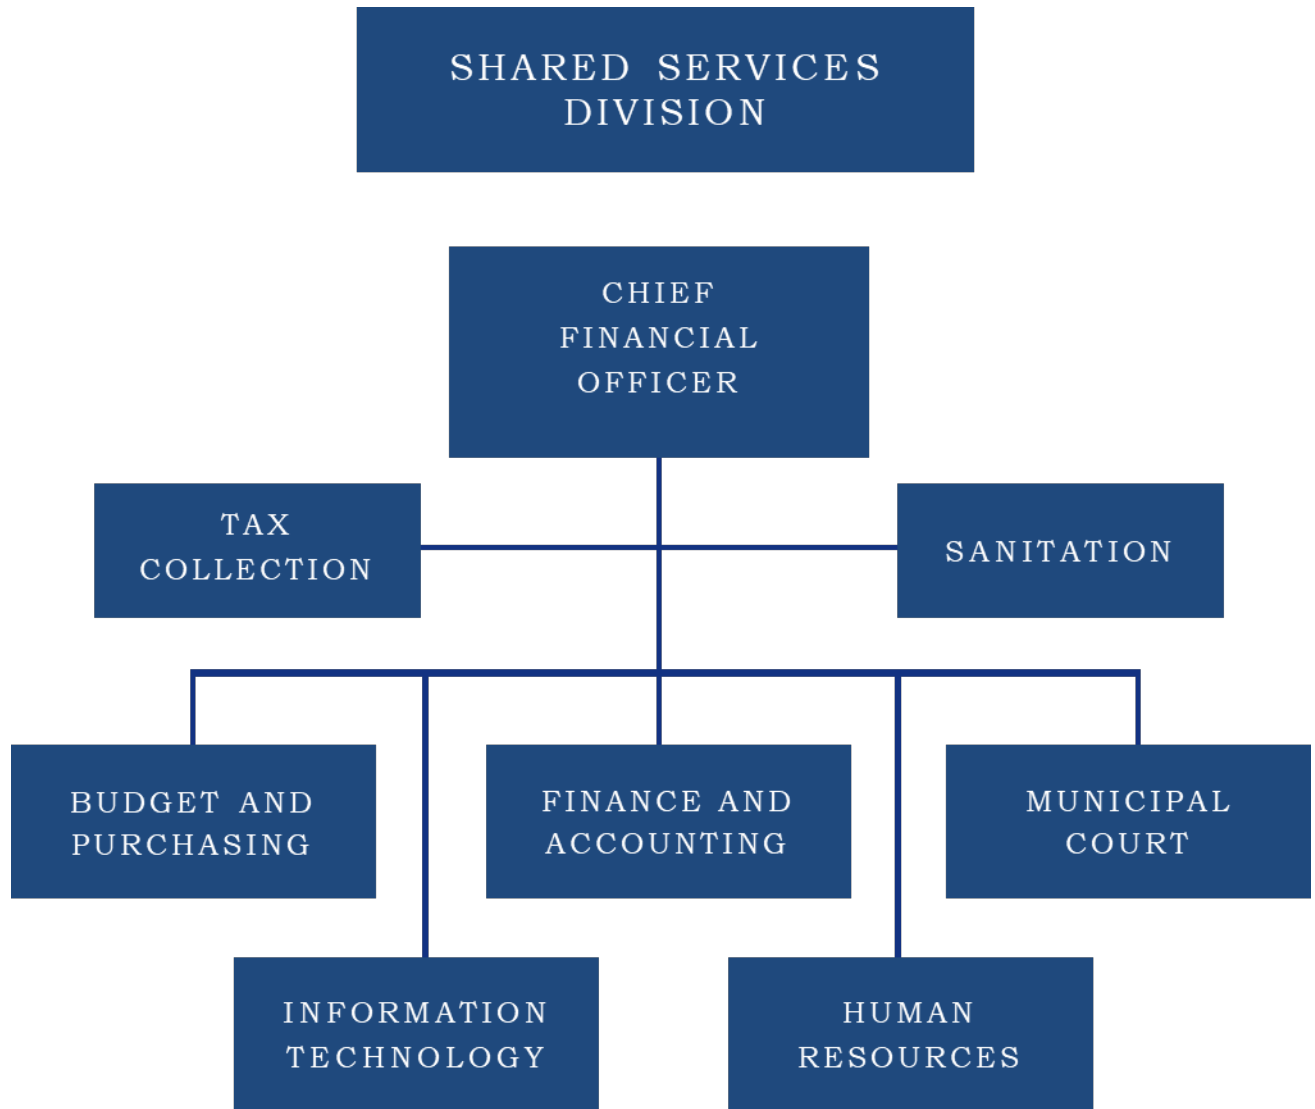 SHARED SERVICES
DIVISION
CHIEF
FINANCIAL
OFFICER
TAX
COLLECTION
SANITATION
BUDGET AND
PURCHASING
FINANCE AND
ACCOUNTING
MUNICIPAL
COURT
INFORMATION
TECHNOLOGY
HUMAN
RESOURCES